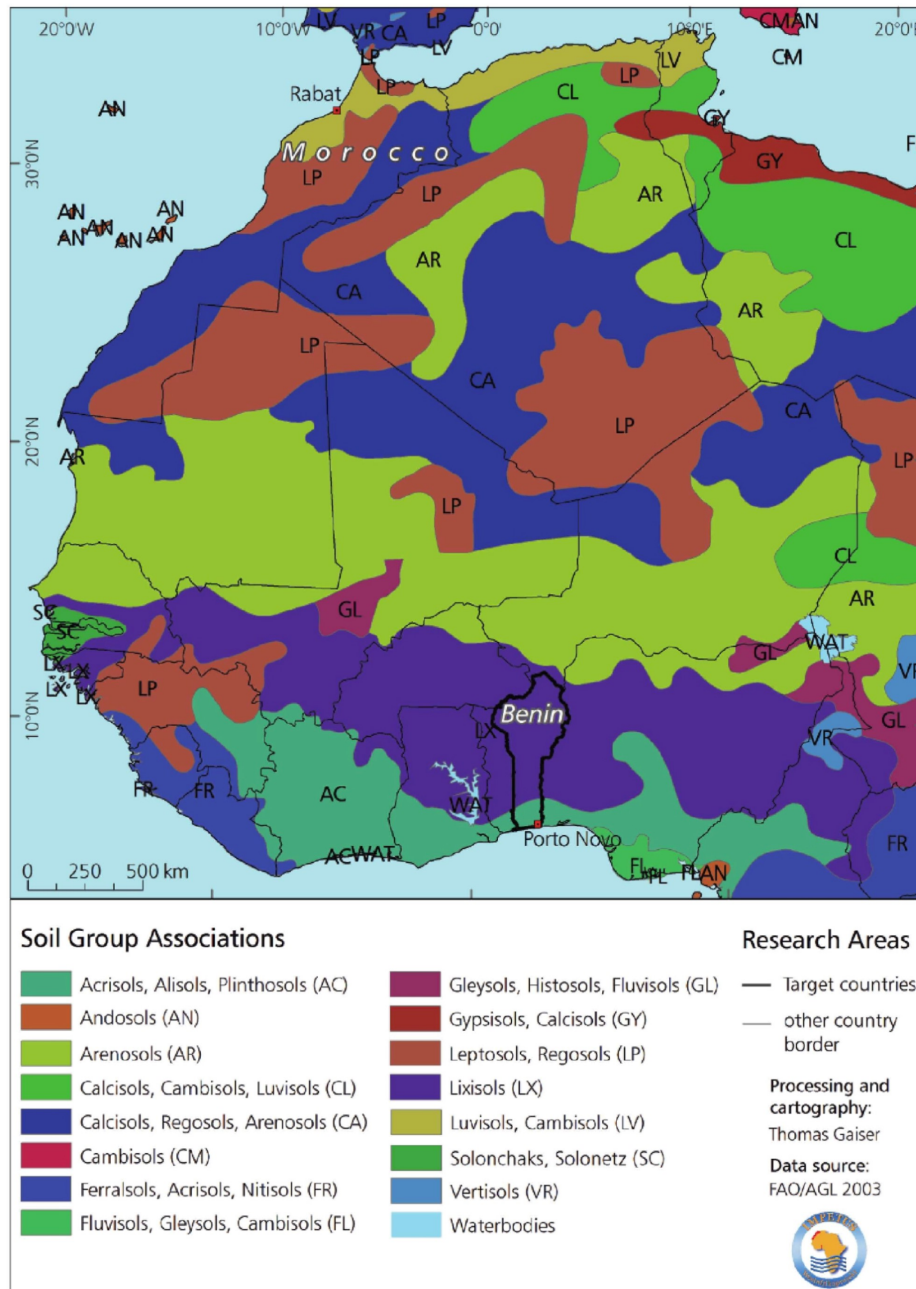 20°0'W 10°0'W 0°0' 10°0'E 20°0'E
30°0'N
20°0'N
10°0'N
LV
VR
CA
LP
LV
LP
LP
CMAN
CM
Rabat
LP
LV
CL
AN
GY
Morocco
GY
F
LP
LP
AR
AN
AN
AN
AN
AN
AN
AR
CL
CA
AR
LP
CA
CA
LP
LP
AR
LP
CL
AR
GL
SC
SC
WAT
GL
LX
LX
LX
LX
LP
VR
Benin
LX
GL
VR
FR
FR
AC
WAT
FR
Porto Novo
ACWAT
FL
FL
FLAN
0 250 500 km
Soil Group Associations
Acrisols, Alisols, Plinthosols (AC)
Andosols (AN)
Arenosols (AR)
Calcisols, Cambisols, Luvisols (CL)
Calcisols, Regosols, Arenosols (CA)
Cambisols (CM)
Ferralsols, Acrisols, Nitisols (FR)
Fluvisols, Gleysols, Cambisols (FL)
Gleysols, Histosols, Fluvisols (GL)
Gypsisols, Calcisols (GY)
Leptosols, Regosols (LP)
Lixisols (LX)
Luvisols, Cambisols (LV)
Solonchaks, Solonetz (SC)
Vertisols (VR)
Waterbodies
Research Areas
Target countries
other country
border
Processing and
cartography:
Thomas Gaiser
Data source:
FAO/AGL 2003
IMPETUS